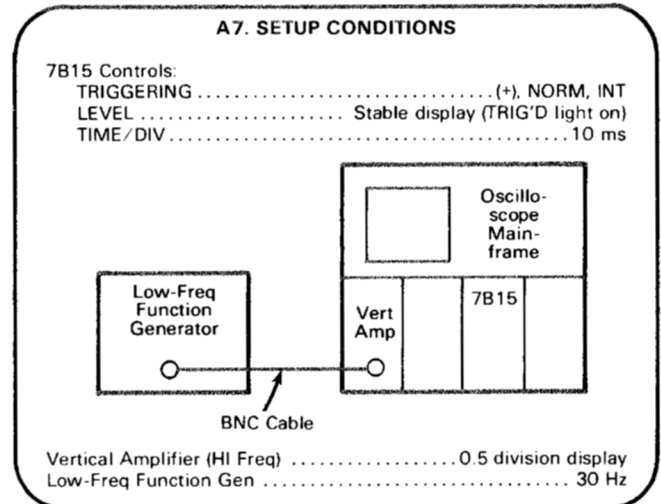 A7. SETUP CONDITIONS
7B15 Controls:
TRIGGERING ................................ (+), NORM, INT
LEVEL ..................... Stable display (TRIG'D light on)
TIME/DIV ........................................ 10 ms
Oscillo-
scope
Main-
frame
Low-Freq
Function
Generator
Vert
Amp
7B15
BNC Cable
Vertical Amplifier (HI Freq) ................. 0.5 division display
Low-Freq Function Gen ................................ 30 Hz